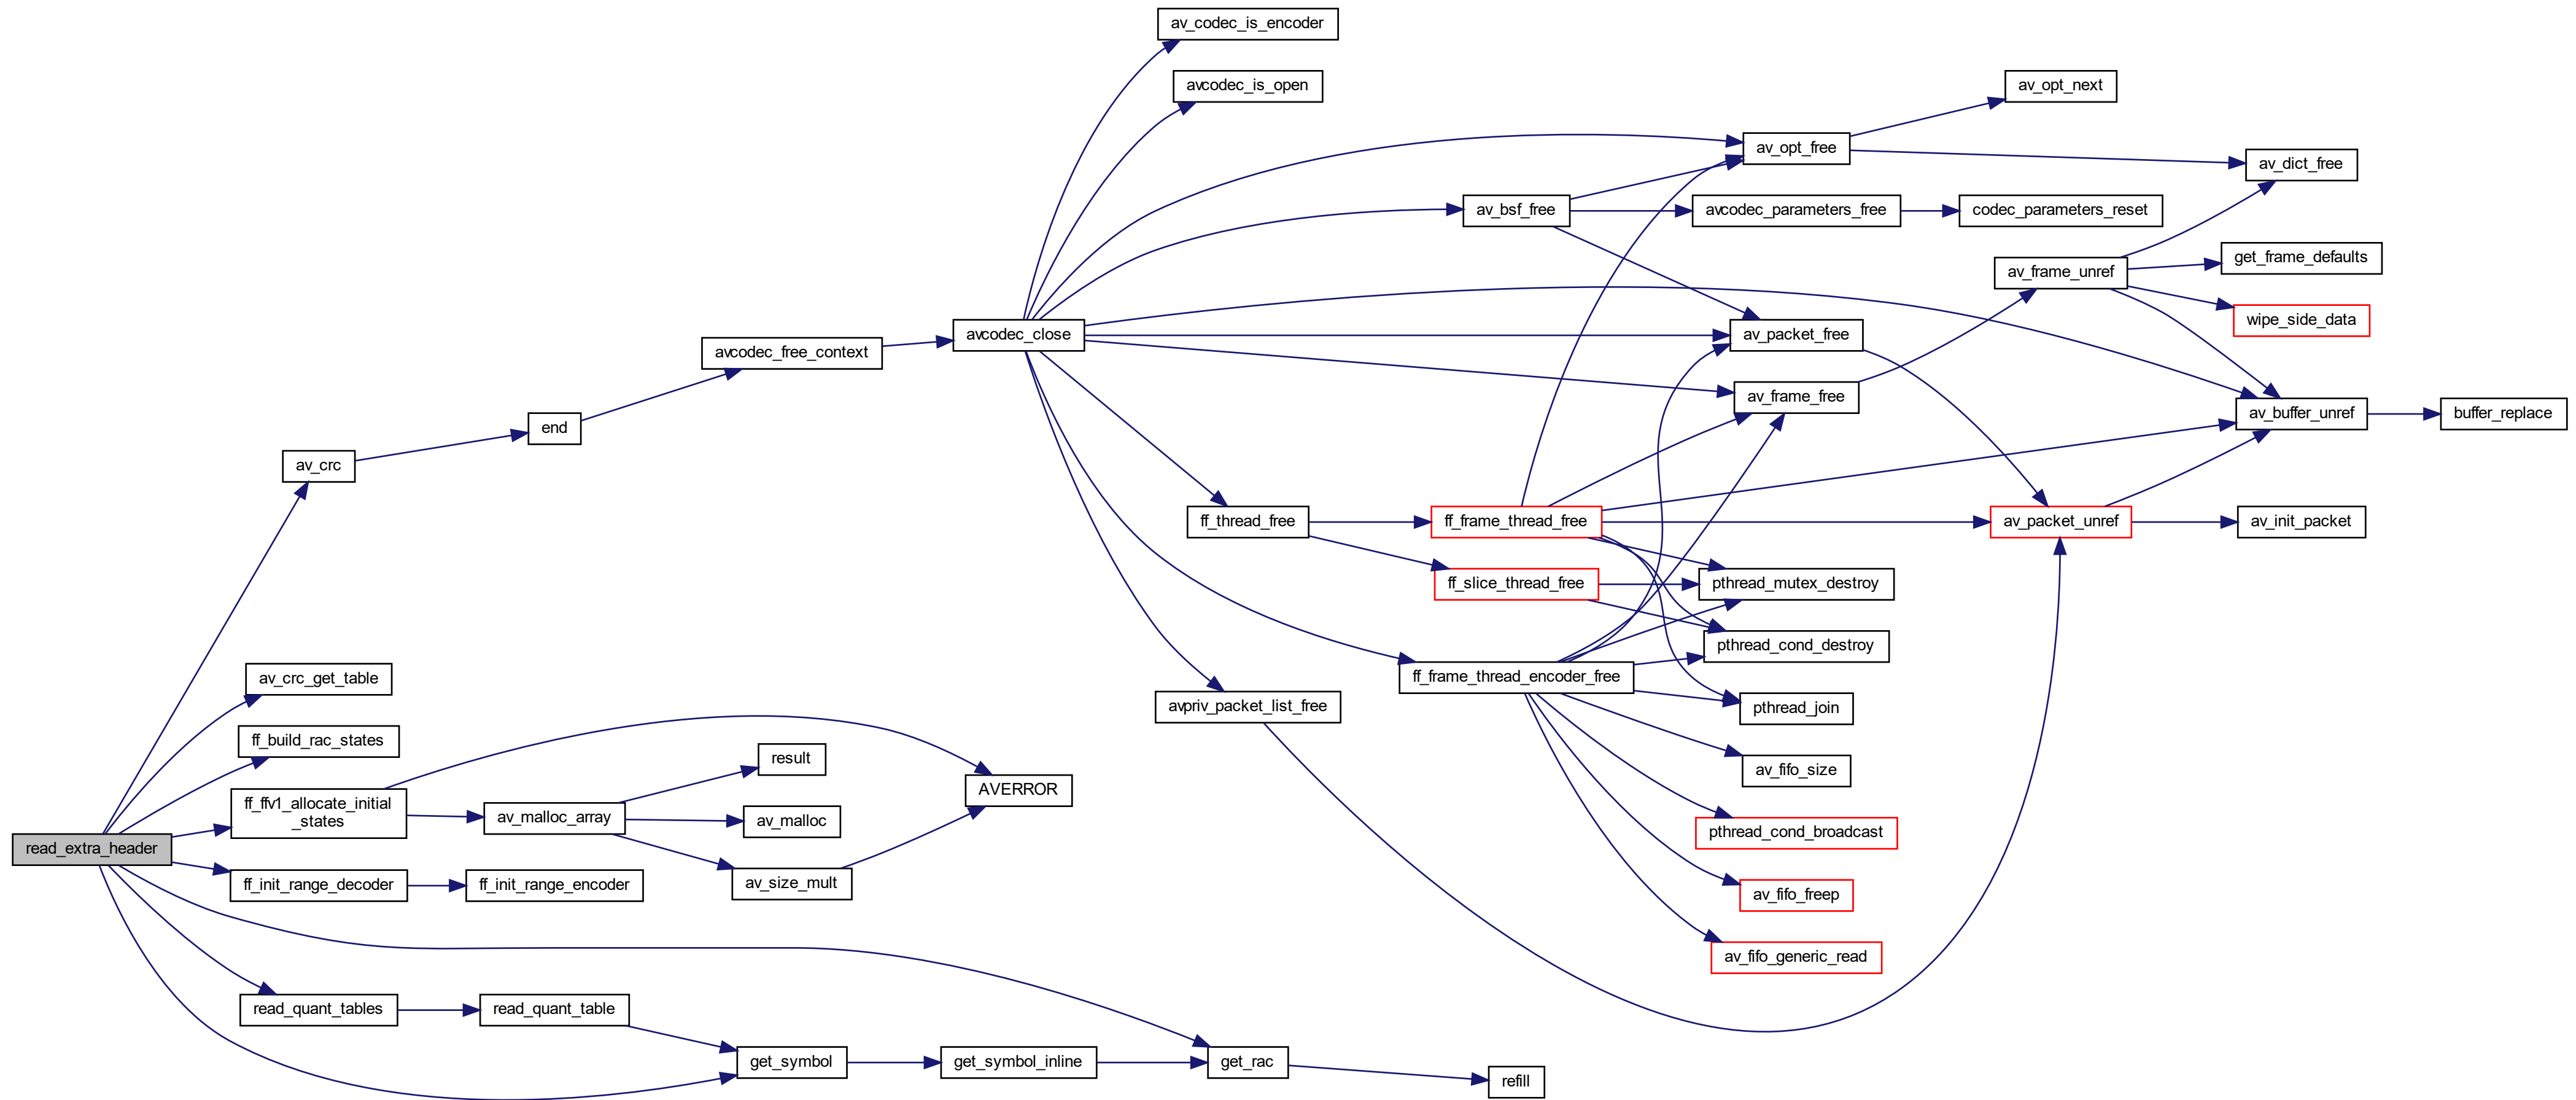 av_codec_is_encoder
avcodec_is_open
av_opt_next
av_opt_free
av_dict_free
av_bsf_free
avcodec_parameters_free
codec_parameters_reset
get_frame_defaults
av_frame_unref
wipe_side_data
avcodec_close
av_packet_free
avcodec_free_context
av_frame_free
av_buffer_unref
buffer_replace
end
av_crc
ff_thread_free
ff_frame_thread_free
av_packet_unref
av_init_packet
ff_slice_thread_free
pthread_mutex_destroy
pthread_cond_destroy
av_crc_get_table
ff_frame_thread_encoder_free
avpriv_packet_list_free
pthread_join
ff_build_rac_states
result
av_fifo_size
AVERROR
ff_ffv1_allocate_initial
_states
av_malloc_array
av_malloc
pthread_cond_broadcast
read_extra_header
ff_init_range_decoder
ff_init_range_encoder
av_size_mult
av_fifo_freep
av_fifo_generic_read
read_quant_tables
read_quant_table
get_symbol
get_symbol_inline
get_rac
refill